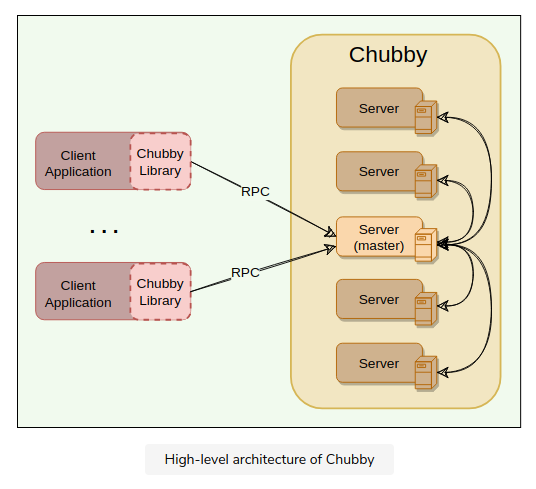 Chubby
Server
Server
Server
(master)
Server
Server
Client
Application
Chubby
Library
RPC
. . .
Client
Application
Chubby
Library
RPC
High-level architecture of Chubby